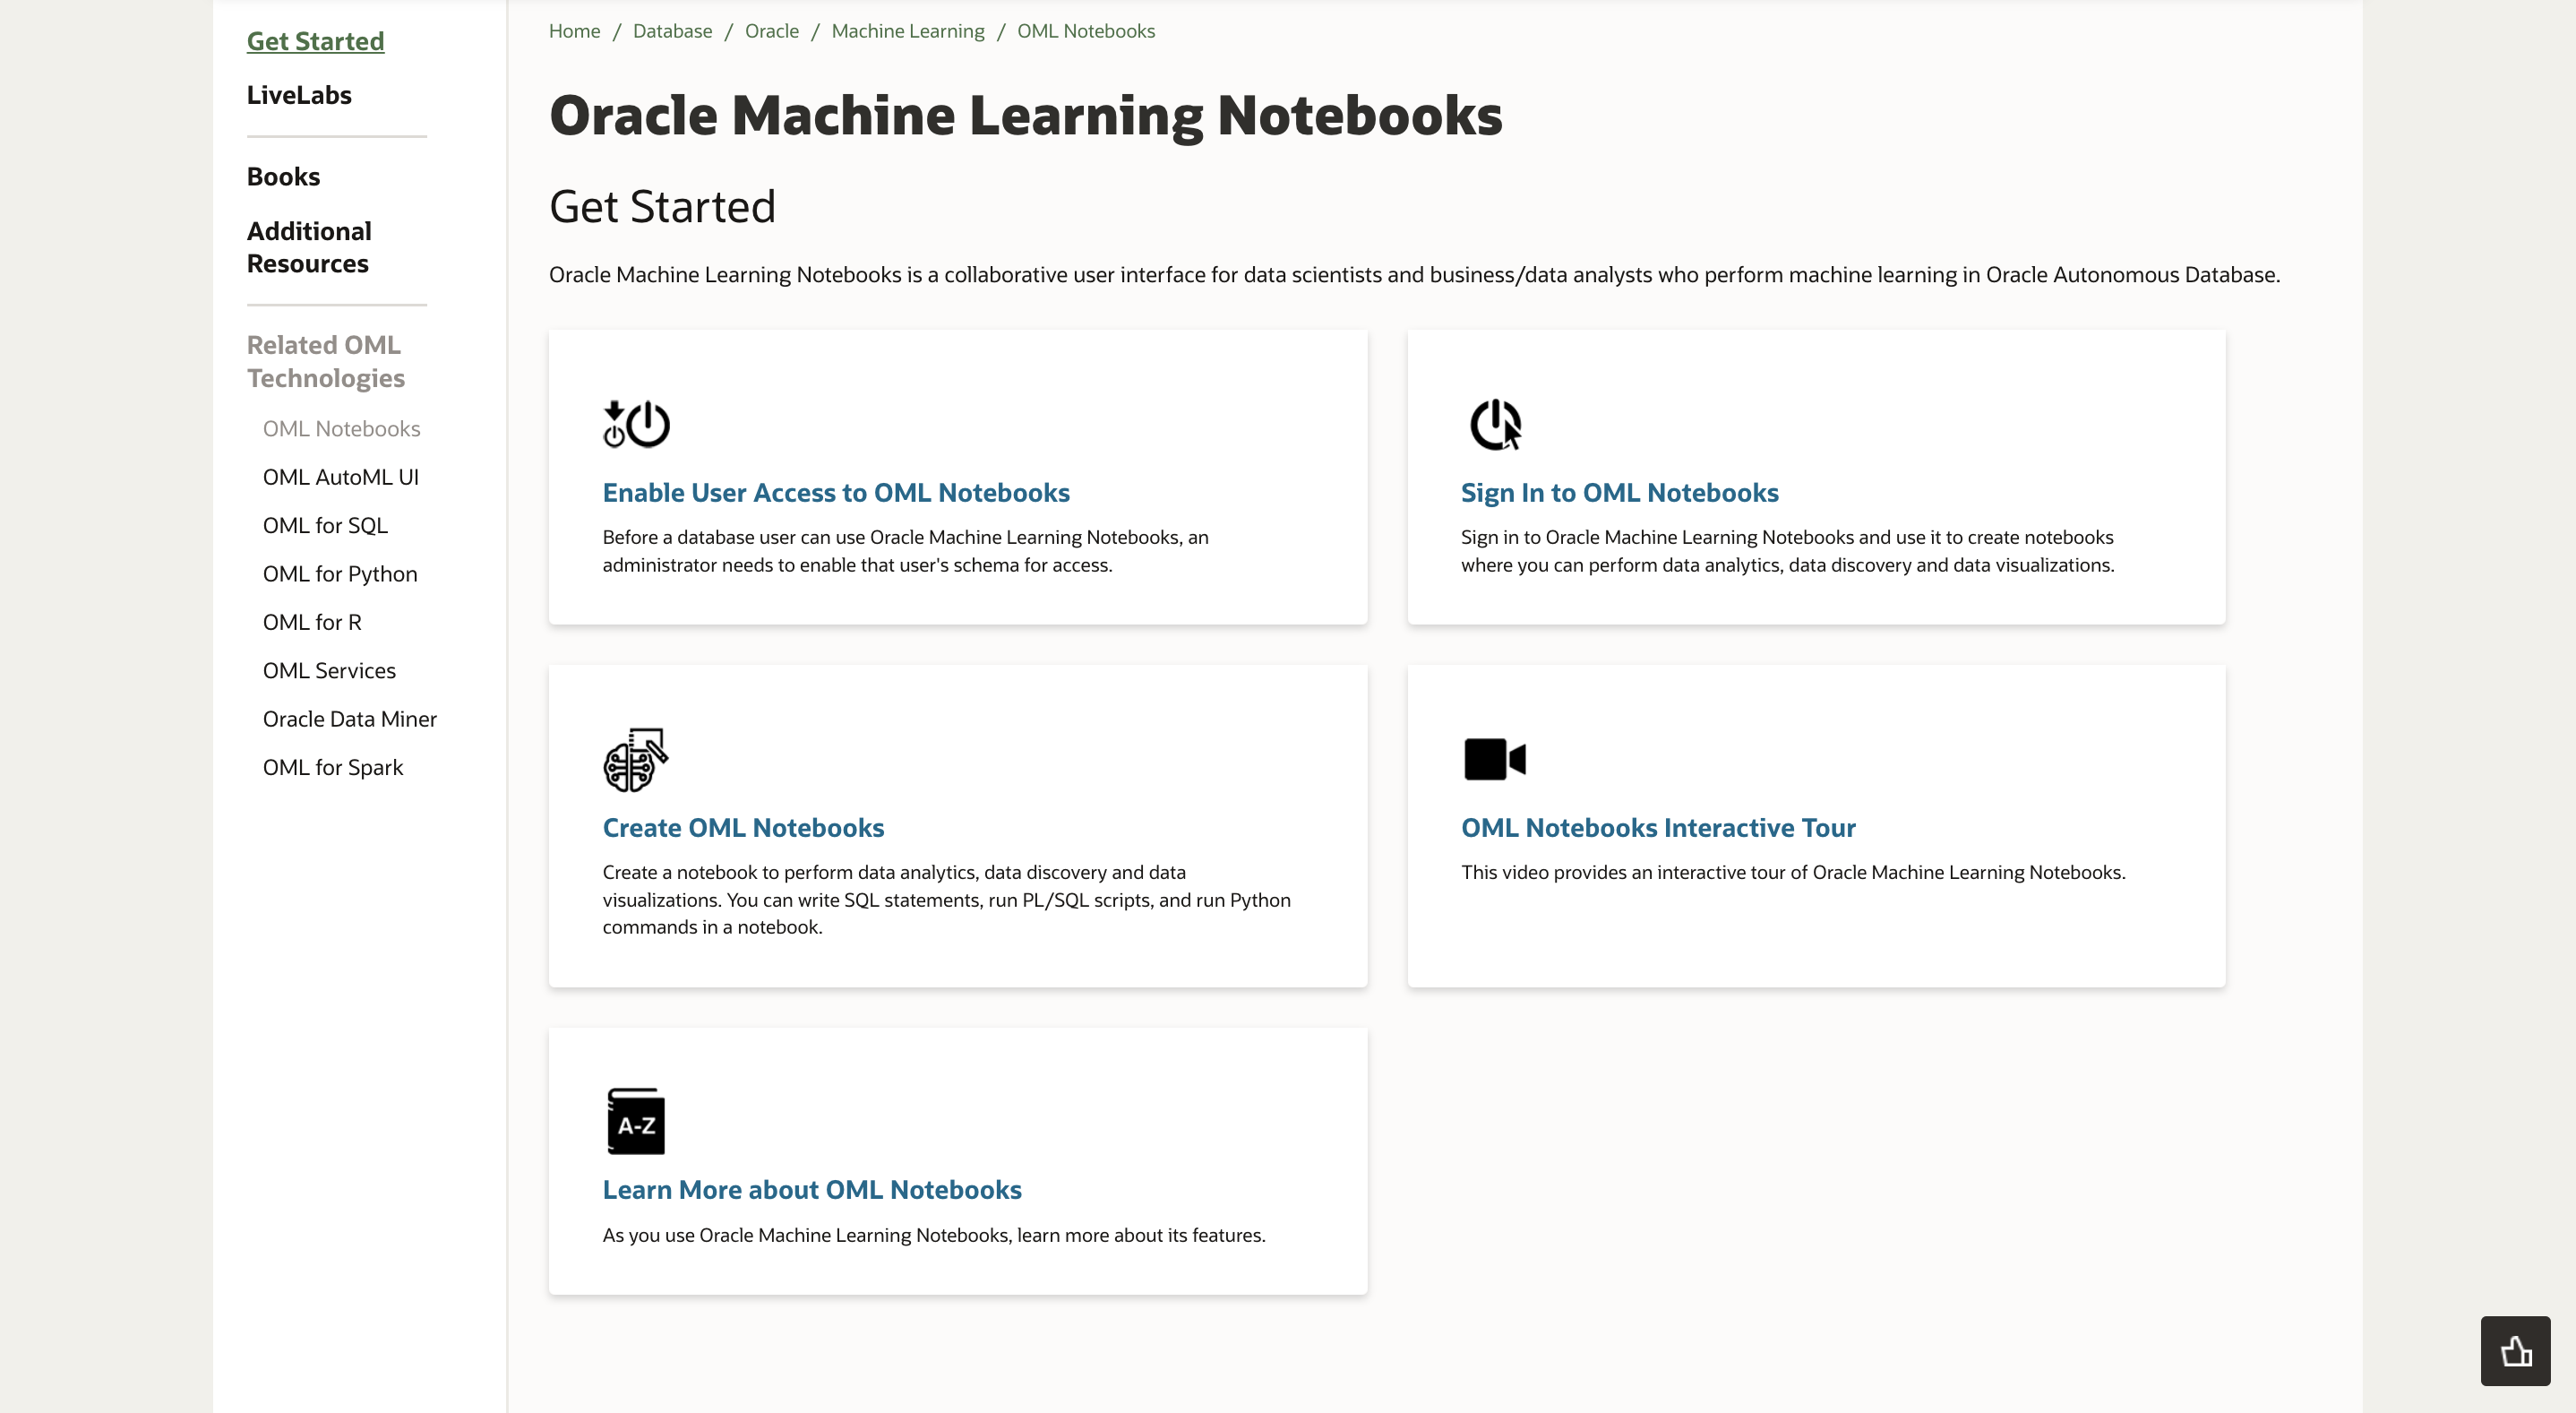 Get Started
LiveLabs
Books
Additional
Resources
Related OML
Technologies
OML Notebooks
OML AutoML UI
OML for SQL
OML for Python
OML for R
OML Services
Oracle Data Miner
OML for Spark
Home / Database / Oracle / Machine Learning / OML Notebooks
Oracle Machine Learning Notebooks
Get Started
Oracle Machine Learning Notebooks is a collaborative user interface for data scientists and business/data analysts who perform machine learning in Oracle Autonomous Database.
Enable User Access to OML Notebooks
Before a database user can use Oracle Machine Learning Notebooks, an
administrator needs to enable that user's schema for access.
Sign In to OML Notebooks
Sign in to Oracle Machine Learning Notebooks and use it to create notebooks
where you can perform data analytics, data discovery and data visualizations.
Create OML Notebooks
Create a notebook to perform data analytics, data discovery and data
visualizations. You can write SQL statements, run PL/SQL scripts, and run Python
commands in a notebook.
OML Notebooks Interactive Tour
This video provides an interactive tour of Oracle Machine Learning Notebooks.
A-Z
Learn More about OML Notebooks
As you use Oracle Machine Learning Notebooks, learn more about its features.